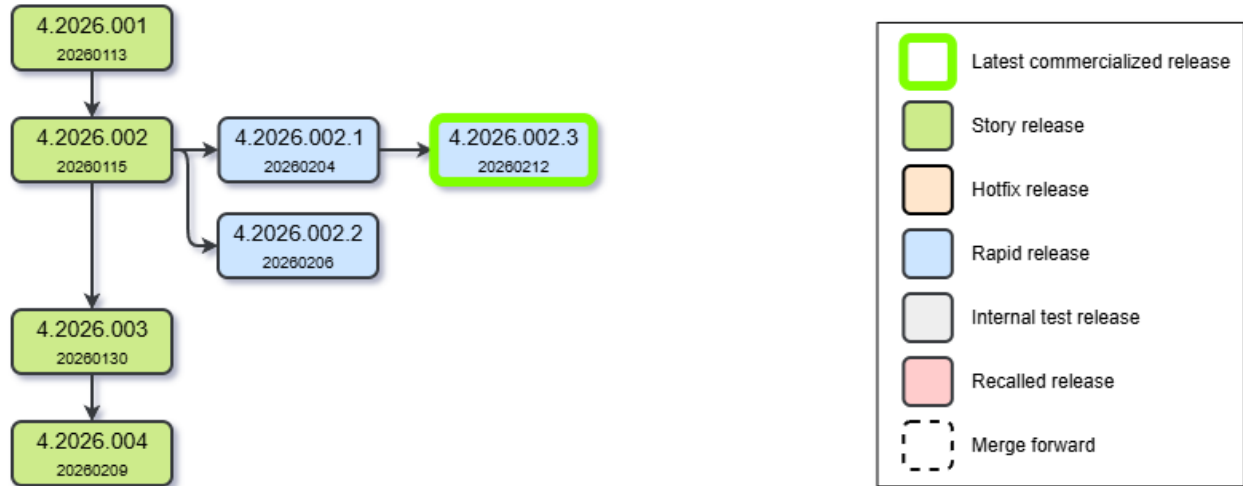 4.2026.001
20260113
4.2026.002
20260115
4.2026.002.1
20260204
4.2026.002.3
20260212
4.2026.002.2
20260206
4.2026.003
20260130
4.2026.004
20260209
Latest commercialized release
Story release
Hotfix release
Rapid release
Internal test release
Recalled release
Merge forward